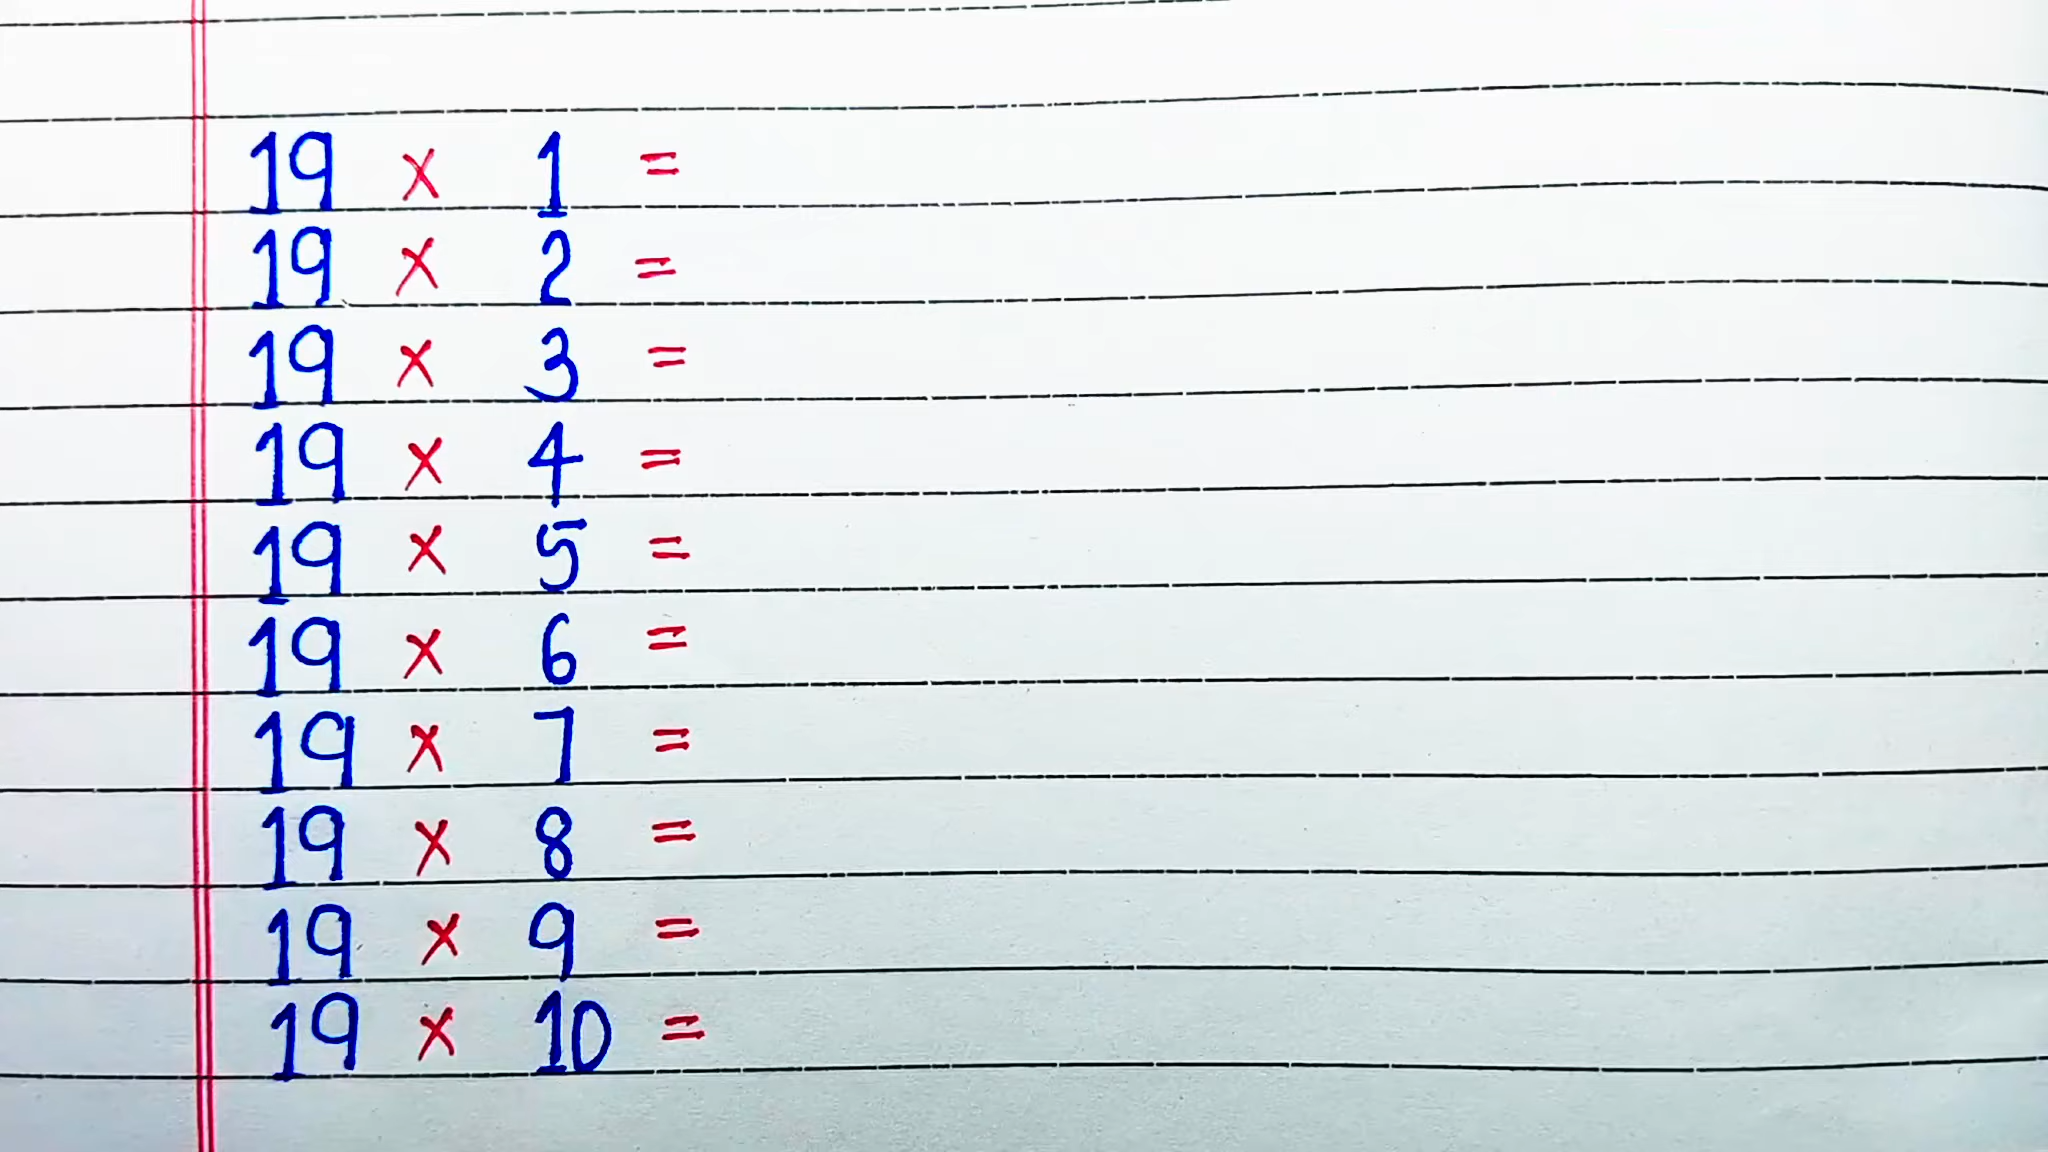 19 × 1 =
19 × 2 =
19 × 3 =
19 × 4 =
19 × 5 =
19 × 6 =
19 × 7 =
19 × 8 =
19 × 9 =
19 × 10 =